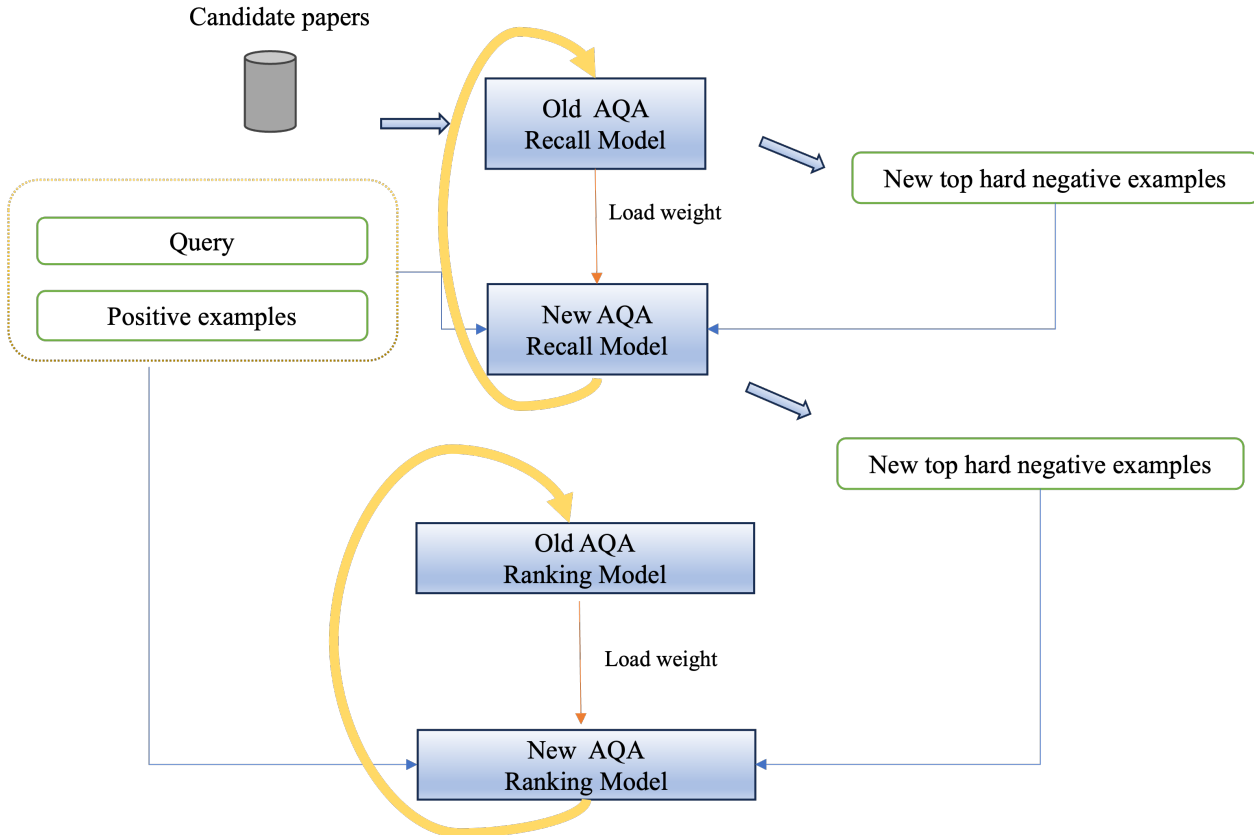 Candidate papers
Old AQA
Recall Model
New top hard negative examples
Load weight
Query
Positive examples
New AQA
Recall Model
New top hard negative examples
Old AQA
Ranking Model
Load weight
New AQA
Ranking Model